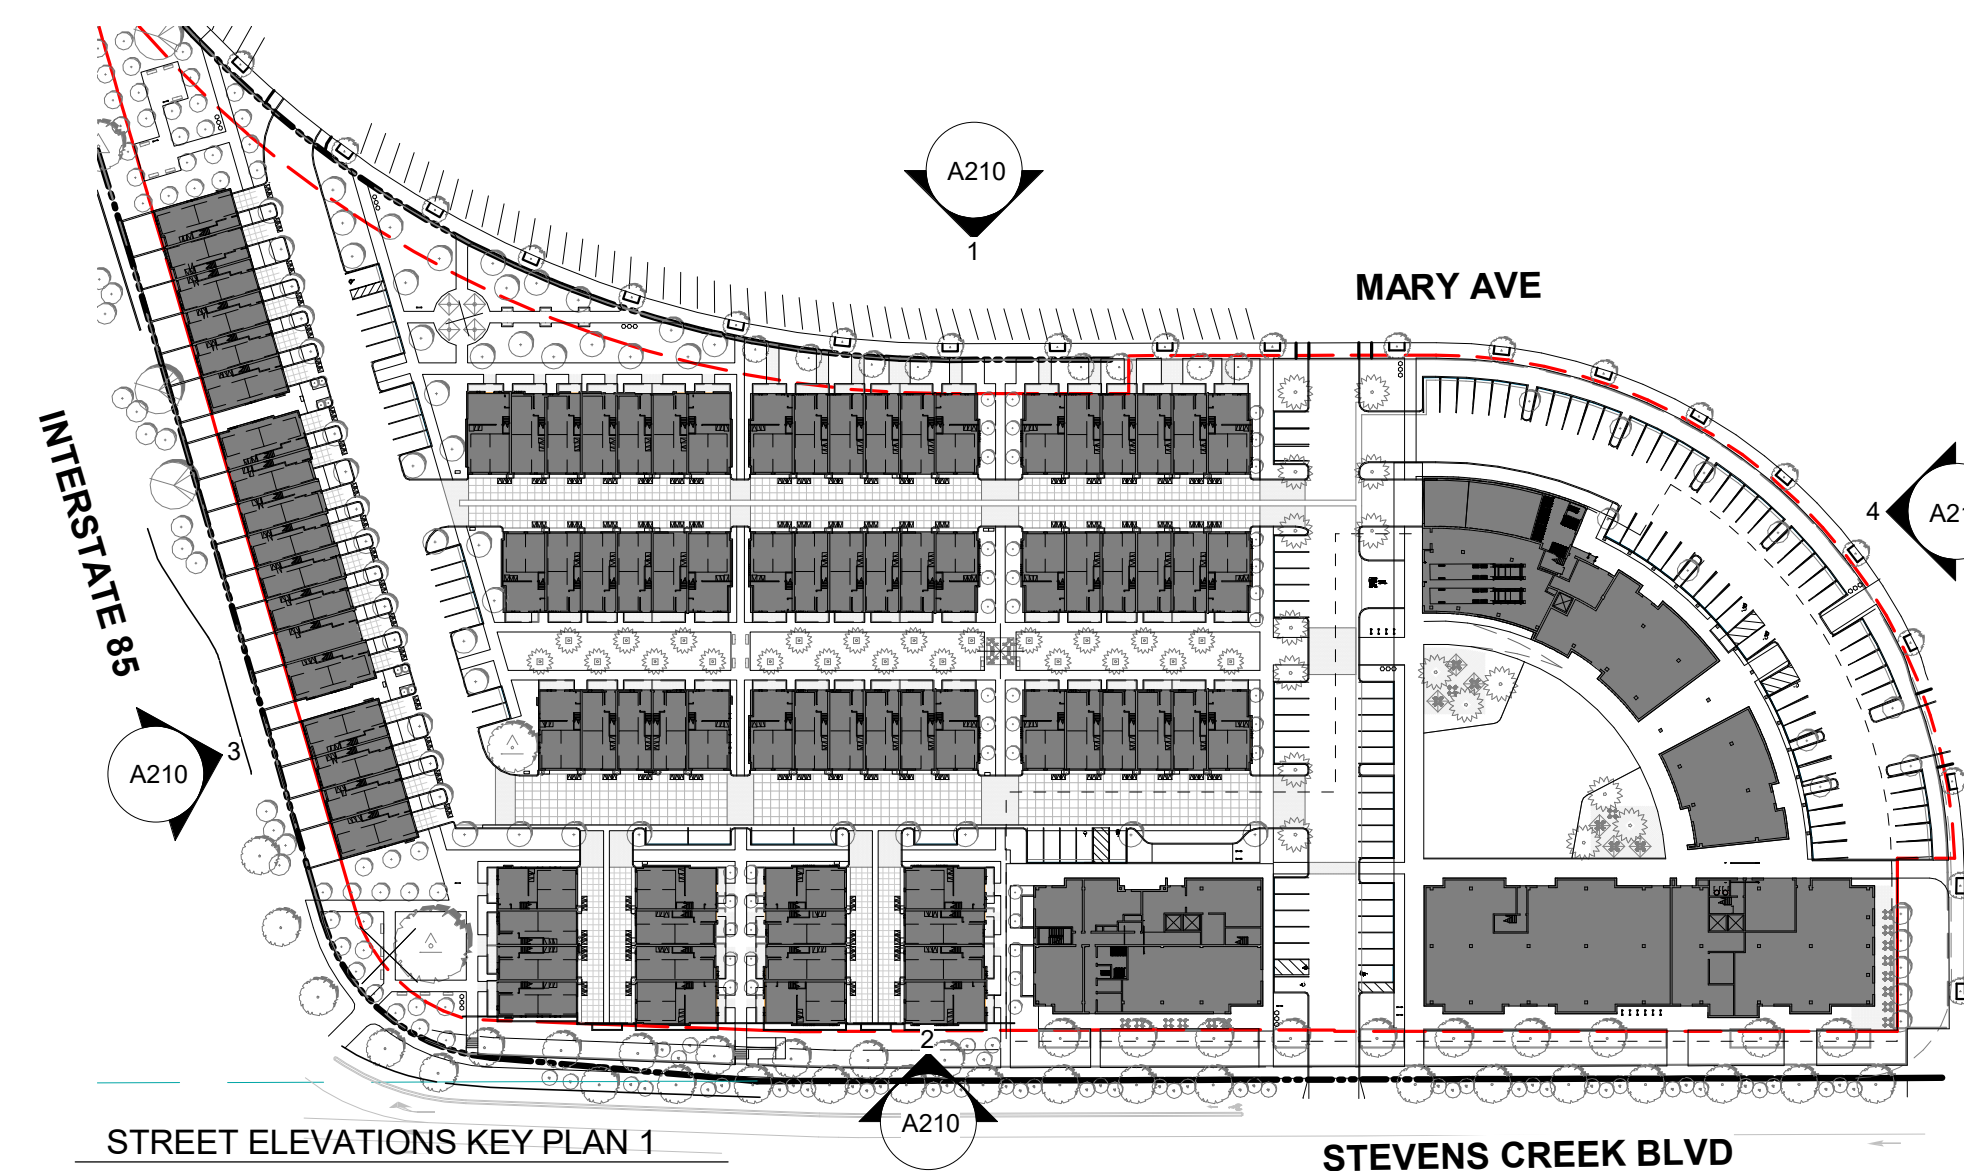 A210
1
MARY AVE
INTERSTATE 85
4
A21
A210
3
2
A210
STREET ELEVATIONS KEY PLAN 1
STEVENS CREEK BLVD